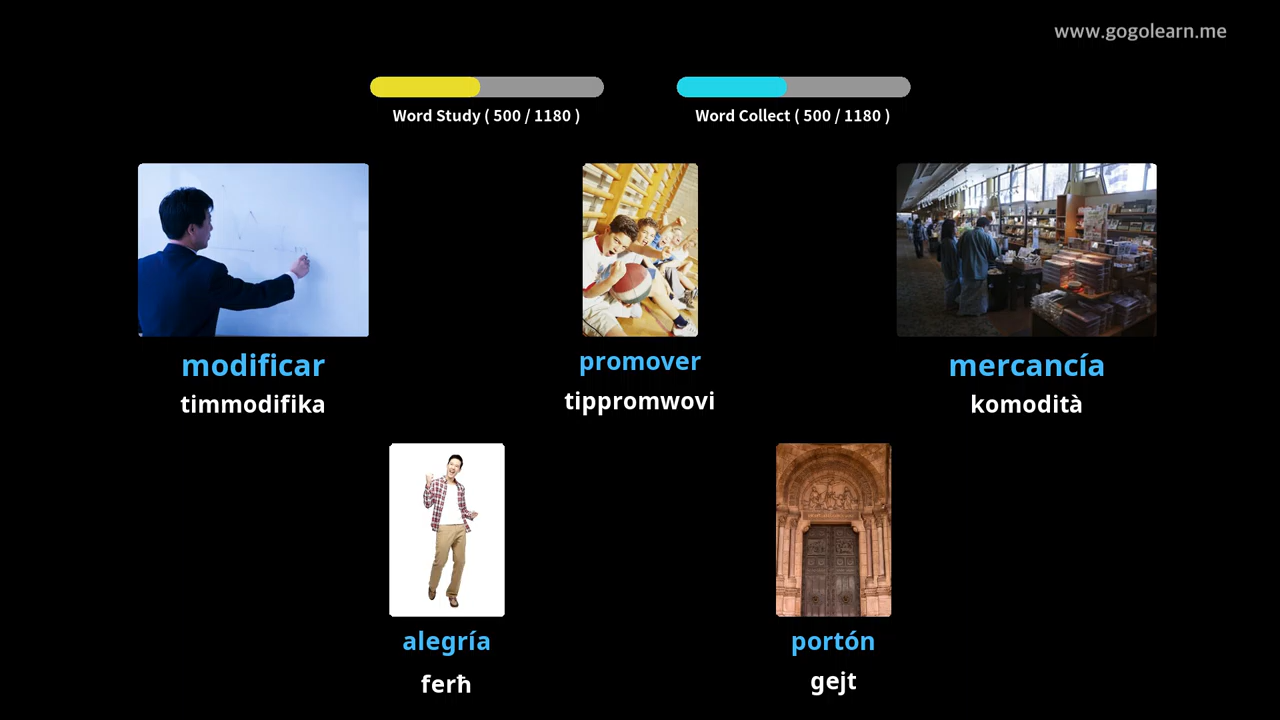 www.gogolearn.me
Word Study ( 500 / 1180 )
Word Collect ( 500 / 1180 )
modificar
timmodifika
promover
tippromwovi
mercancía
komodità
alegría
ferħ
portón
gejt